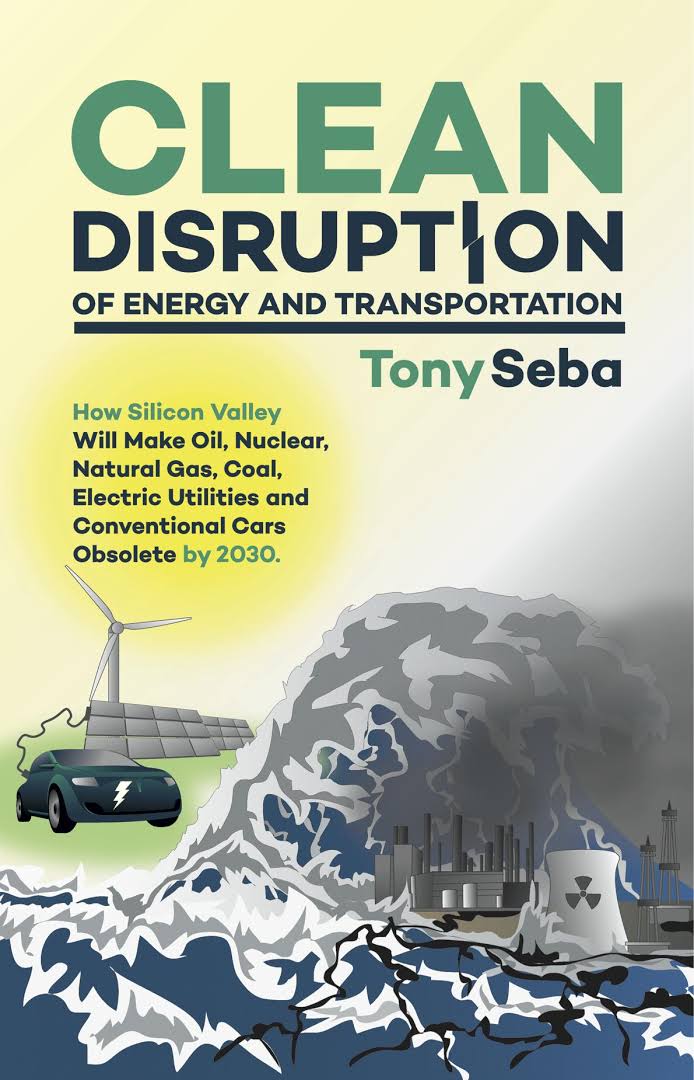 CLEAN
DISRUPTION
OF ENERGY AND TRANSPORTATION
Tony Seba
How Silicon Valley
Will Make Oil, Nuclear,
Natural Gas, Coal,
Electric Utilities and
Conventional Cars
Obsolete by 2030.